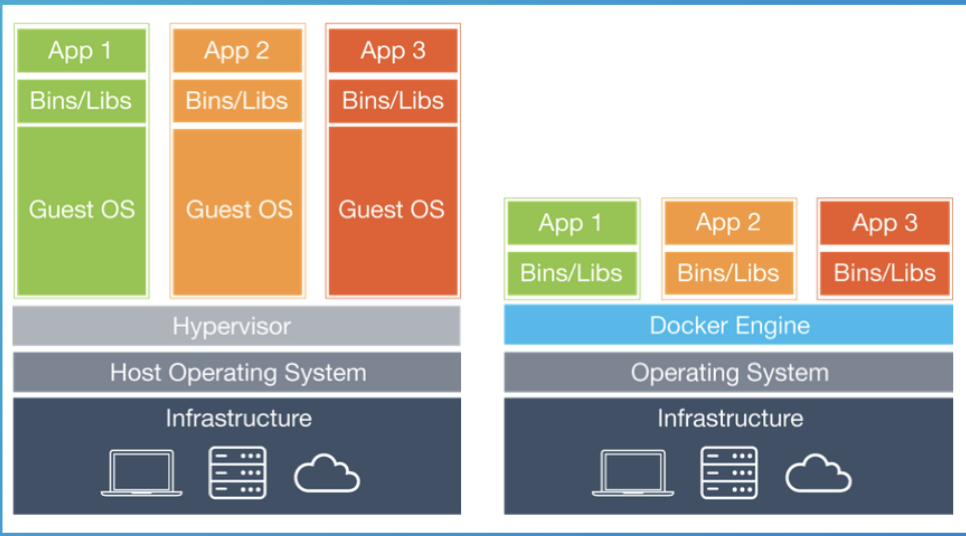 App 1
App 2
App 3
Bins/Libs
Bins/Libs
Bins/Libs
Guest OS
Guest OS
Guest OS
Hypervisor
Host Operating System
Infrastructure
App 1
App 2
App 3
Bins/Libs
Bins/Libs
Bins/Libs
Docker Engine
Operating System
Infrastructure